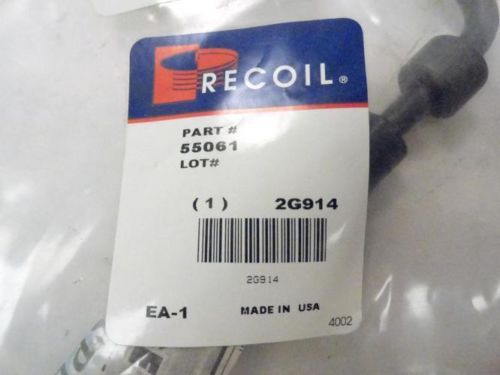 RECOIL®
PART #
55061
LOT#
(1) 2G914
2G914
EA-1 MADE IN USA
4002